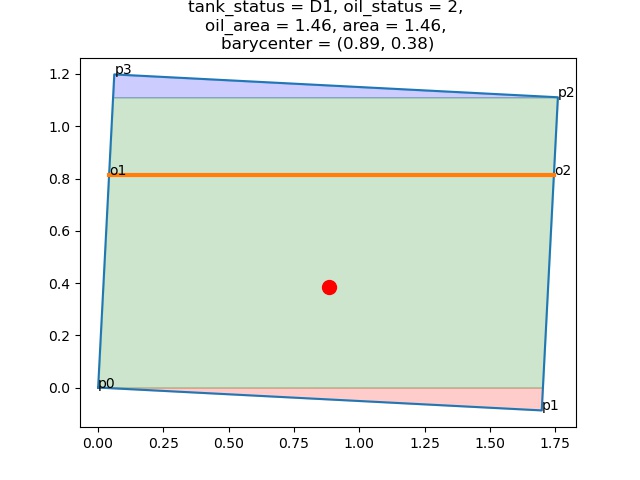 tank_status = D1, oil_status = 2,
oil_area = 1.46, area = 1.46,
barycenter = (0.89, 0.38)
p3
p2
o1
o2
p0
p1
1.2
1.0
0.8
0.6
0.4
0.2
0.0
0.00 0.25 0.50 0.75 1.00 1.25 1.50 1.75